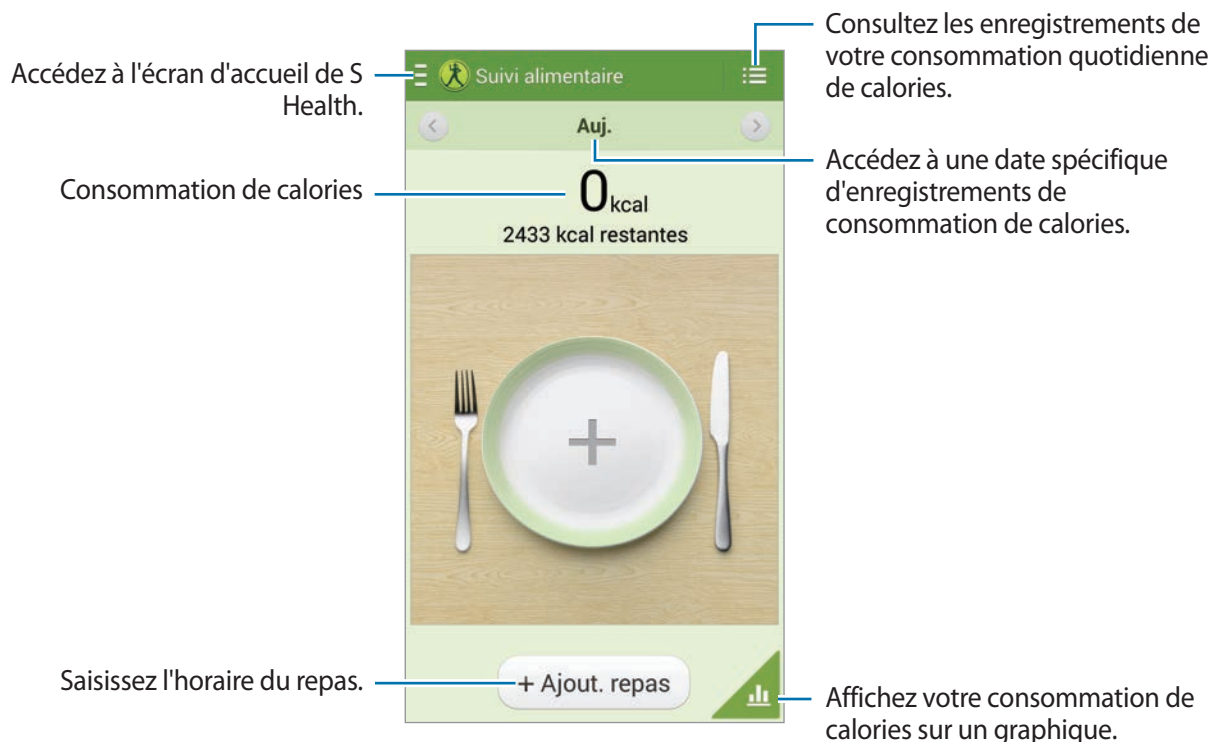 Accédez à l'écran d'accueil de S
Health.
Consommation de calories
Saisissez l'horaire du repas.
Suivi alimentaire
Auj.
0kcal
2433 kcal restantes
+ Ajout. repas
Consultez les enregistrements de
votre consommation quotidienne
de calories.
Accédez à une date spécifique
d'enregistrements de
consommation de calories.
Affichez votre consommation de
calories sur un graphique.